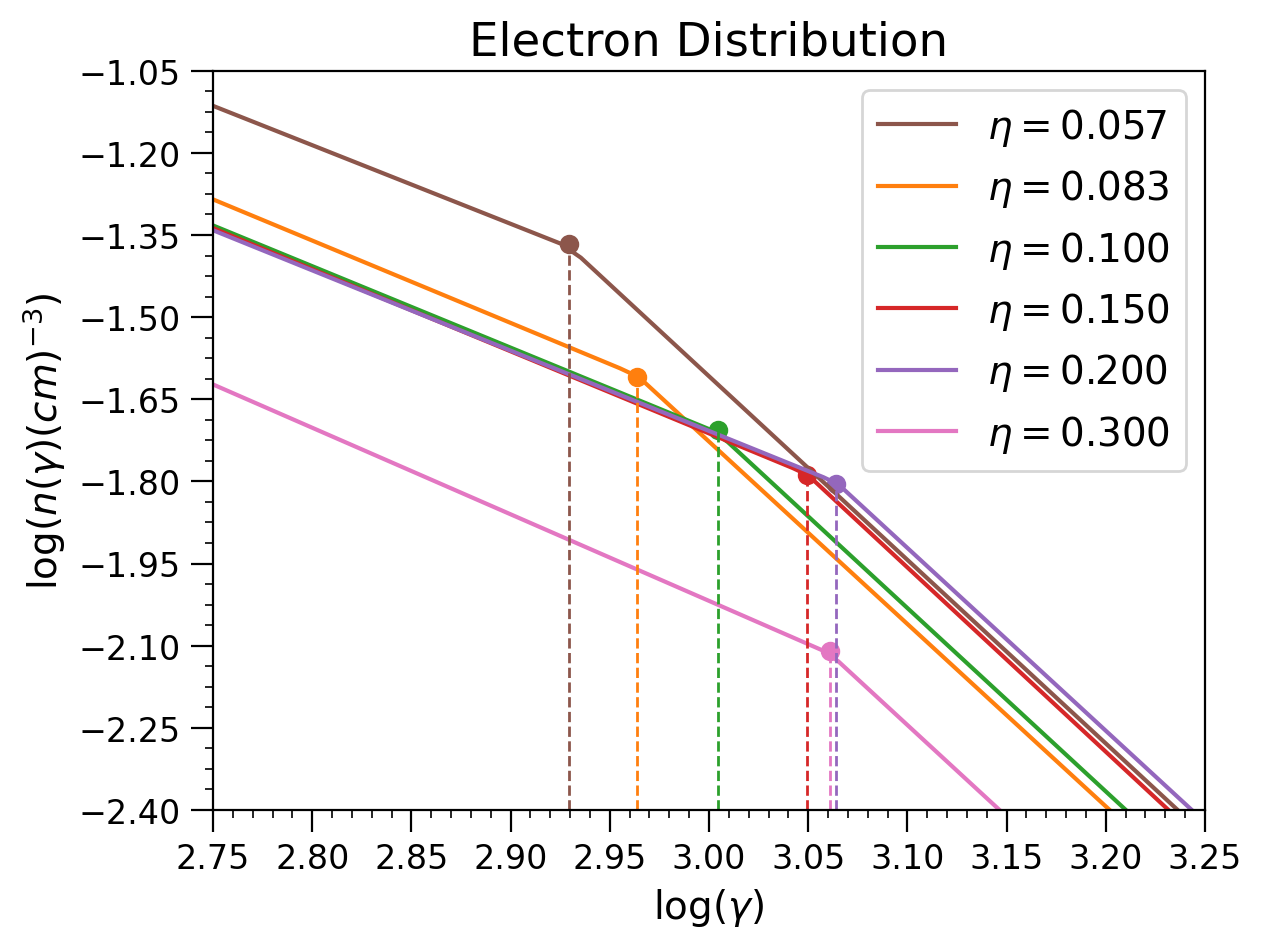 Electron Distribution
−1.05
−1.20
−1.35
−1.50
−1.65
−1.80
−1.95
−2.10
−2.25
−2.40
log(n(γ)(cm)⁻³)
η = 0.057
η = 0.083
η = 0.100
η = 0.150
η = 0.200
η = 0.300
2.75 2.80 2.85 2.90 2.95 3.00 3.05 3.10 3.15 3.20 3.25
log(γ)